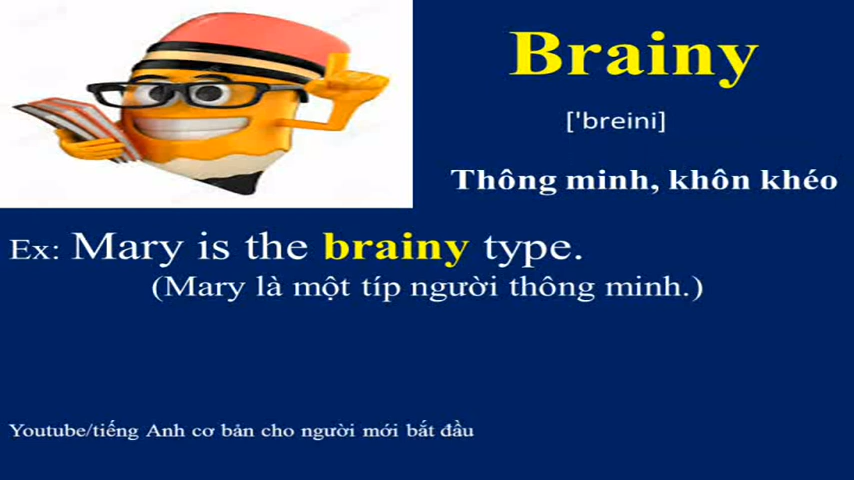 Brainy
['breini]
Thông minh, khôn khéo
Ex: Mary is the brainy type.
(Mary là một típ người thông minh.)
Youtube/tiếng Anh cơ bản cho người mới bắt đầu